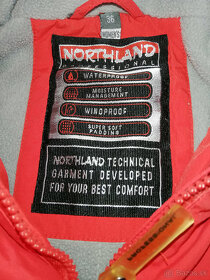 36
WOMEN'S
NORTHLAND
PROFESSIONAL
WATERPROOF
MOISTURE
MANAGEMENT
WINDPROOF
SUPER SOFT
PADDING
NORTHLAND TECHNICAL
GARMENT DEVELOPED
FOR YOUR BEST COMFORT